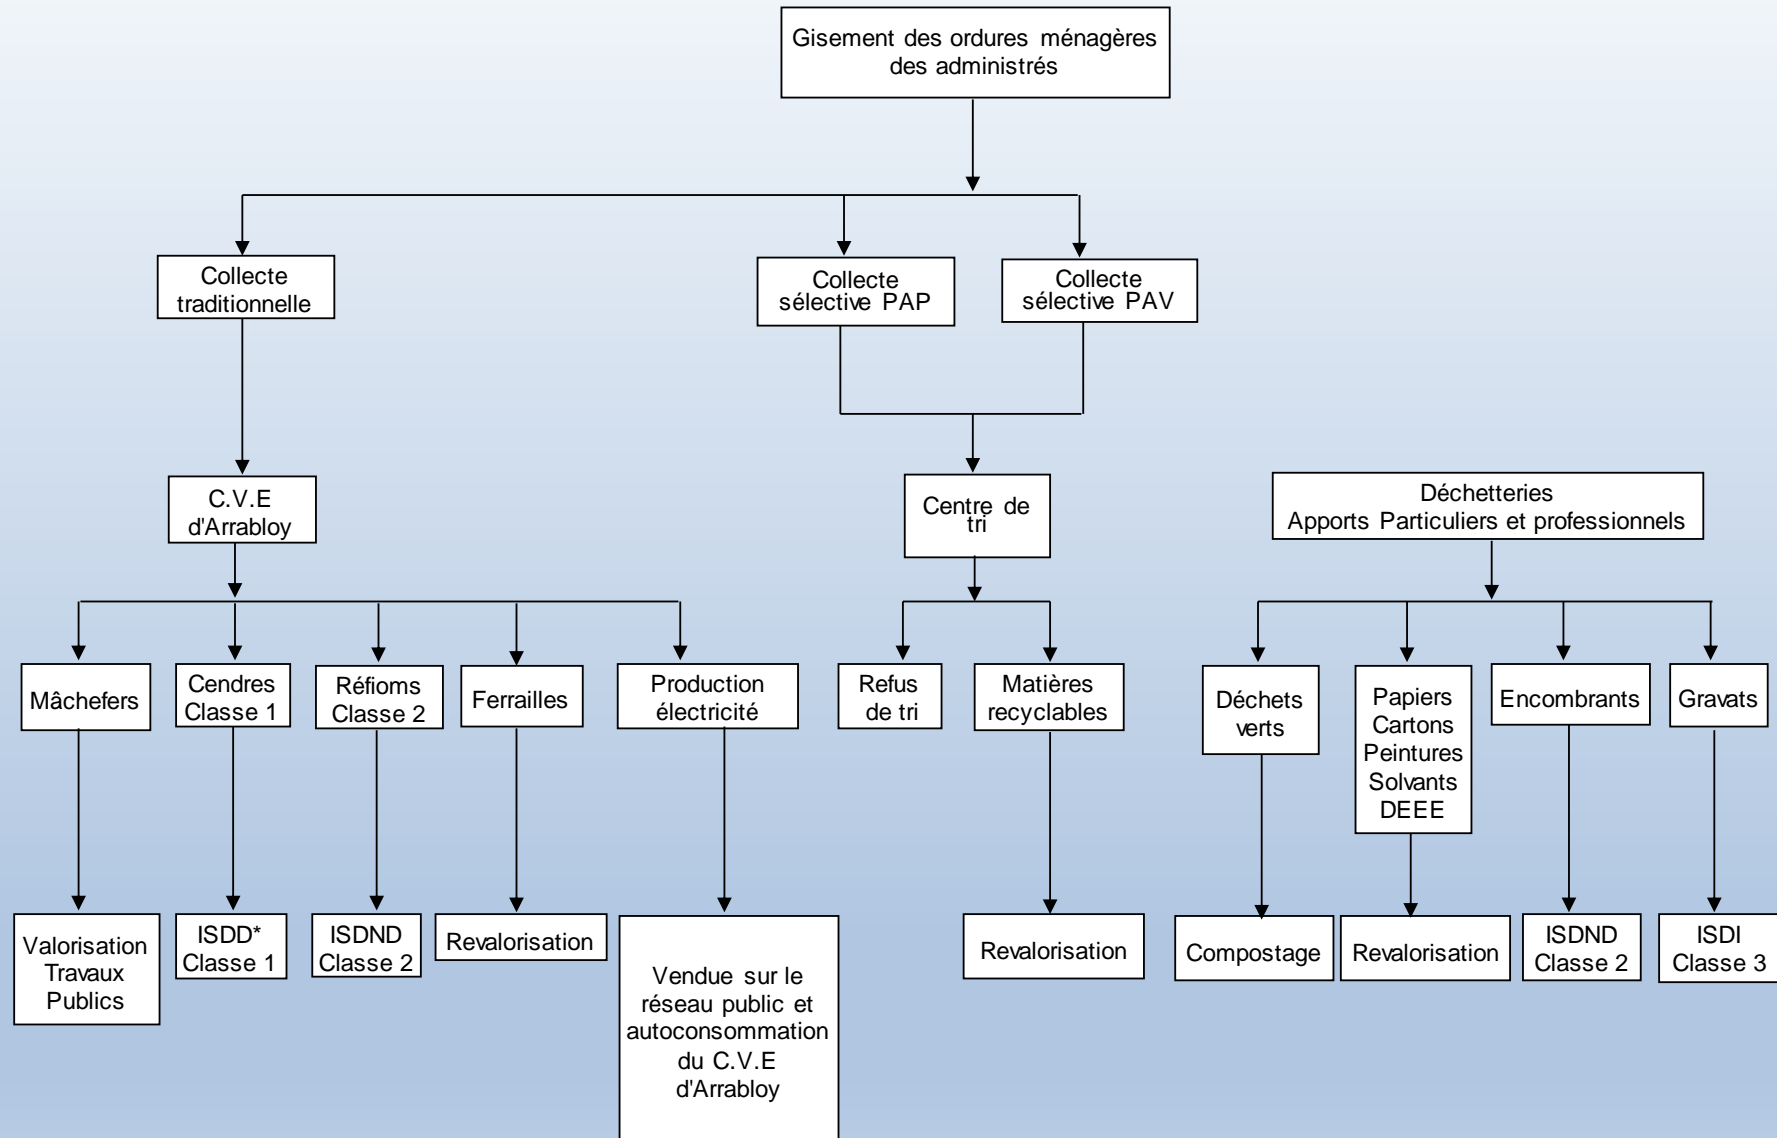 Gisement des ordures ménagères
des administrés
Collecte
traditionnelle
Collecte
sélective PAP
Collecte
sélective PAV
C.V.E
d'Arrabloy
Centre de
tri
Déchetteries
Apports Particuliers et professionnels
Mâchefers
Cendres
Classe 1
Réfioms
Classe 2
Ferrailles
Production
électricité
Refus
de tri
Matières
recyclables
Déchets
verts
Papiers
Cartons
Peintures
Solvants
DEEE
Encombrants
Gravats
Valorisation
Travaux
Publics
ISDD*
Classe 1
ISDND
Classe 2
Revalorisation
Vendue sur le
réseau public et
autoconsommation
du C.V.E
d'Arrabloy
Revalorisation
Compostage
Revalorisation
ISDND
Classe 2
ISDI
Classe 3